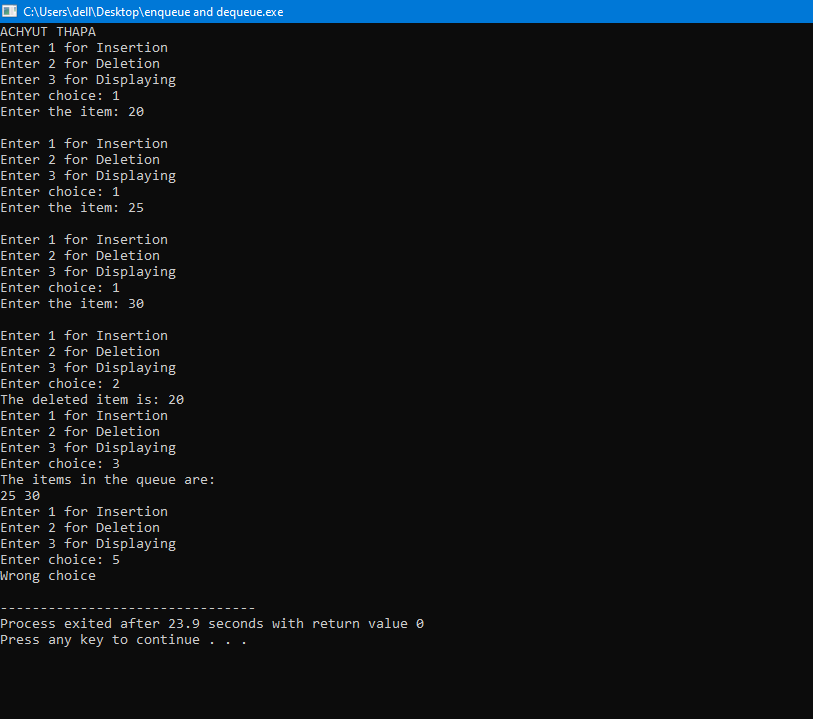 C:\Users\dell\Desktop\enqueue and dequeue.exe
ACHYUT THAPA
Enter 1 for Insertion
Enter 2 for Deletion
Enter 3 for Displaying
Enter choice: 1
Enter the item: 20
Enter 1 for Insertion
Enter 2 for Deletion
Enter 3 for Displaying
Enter choice: 1
Enter the item: 25
Enter 1 for Insertion
Enter 2 for Deletion
Enter 3 for Displaying
Enter choice: 1
Enter the item: 30
Enter 1 for Insertion
Enter 2 for Deletion
Enter 3 for Displaying
Enter choice: 2
The deleted item is: 20
Enter 1 for Insertion
Enter 2 for Deletion
Enter 3 for Displaying
Enter choice: 3
The items in the queue are:
25 30
Enter 1 for Insertion
Enter 2 for Deletion
Enter 3 for Displaying
Enter choice: 5
Wrong choice
--------------------------------
Process exited after 23.9 seconds with return value 0
Press any key to continue . . .